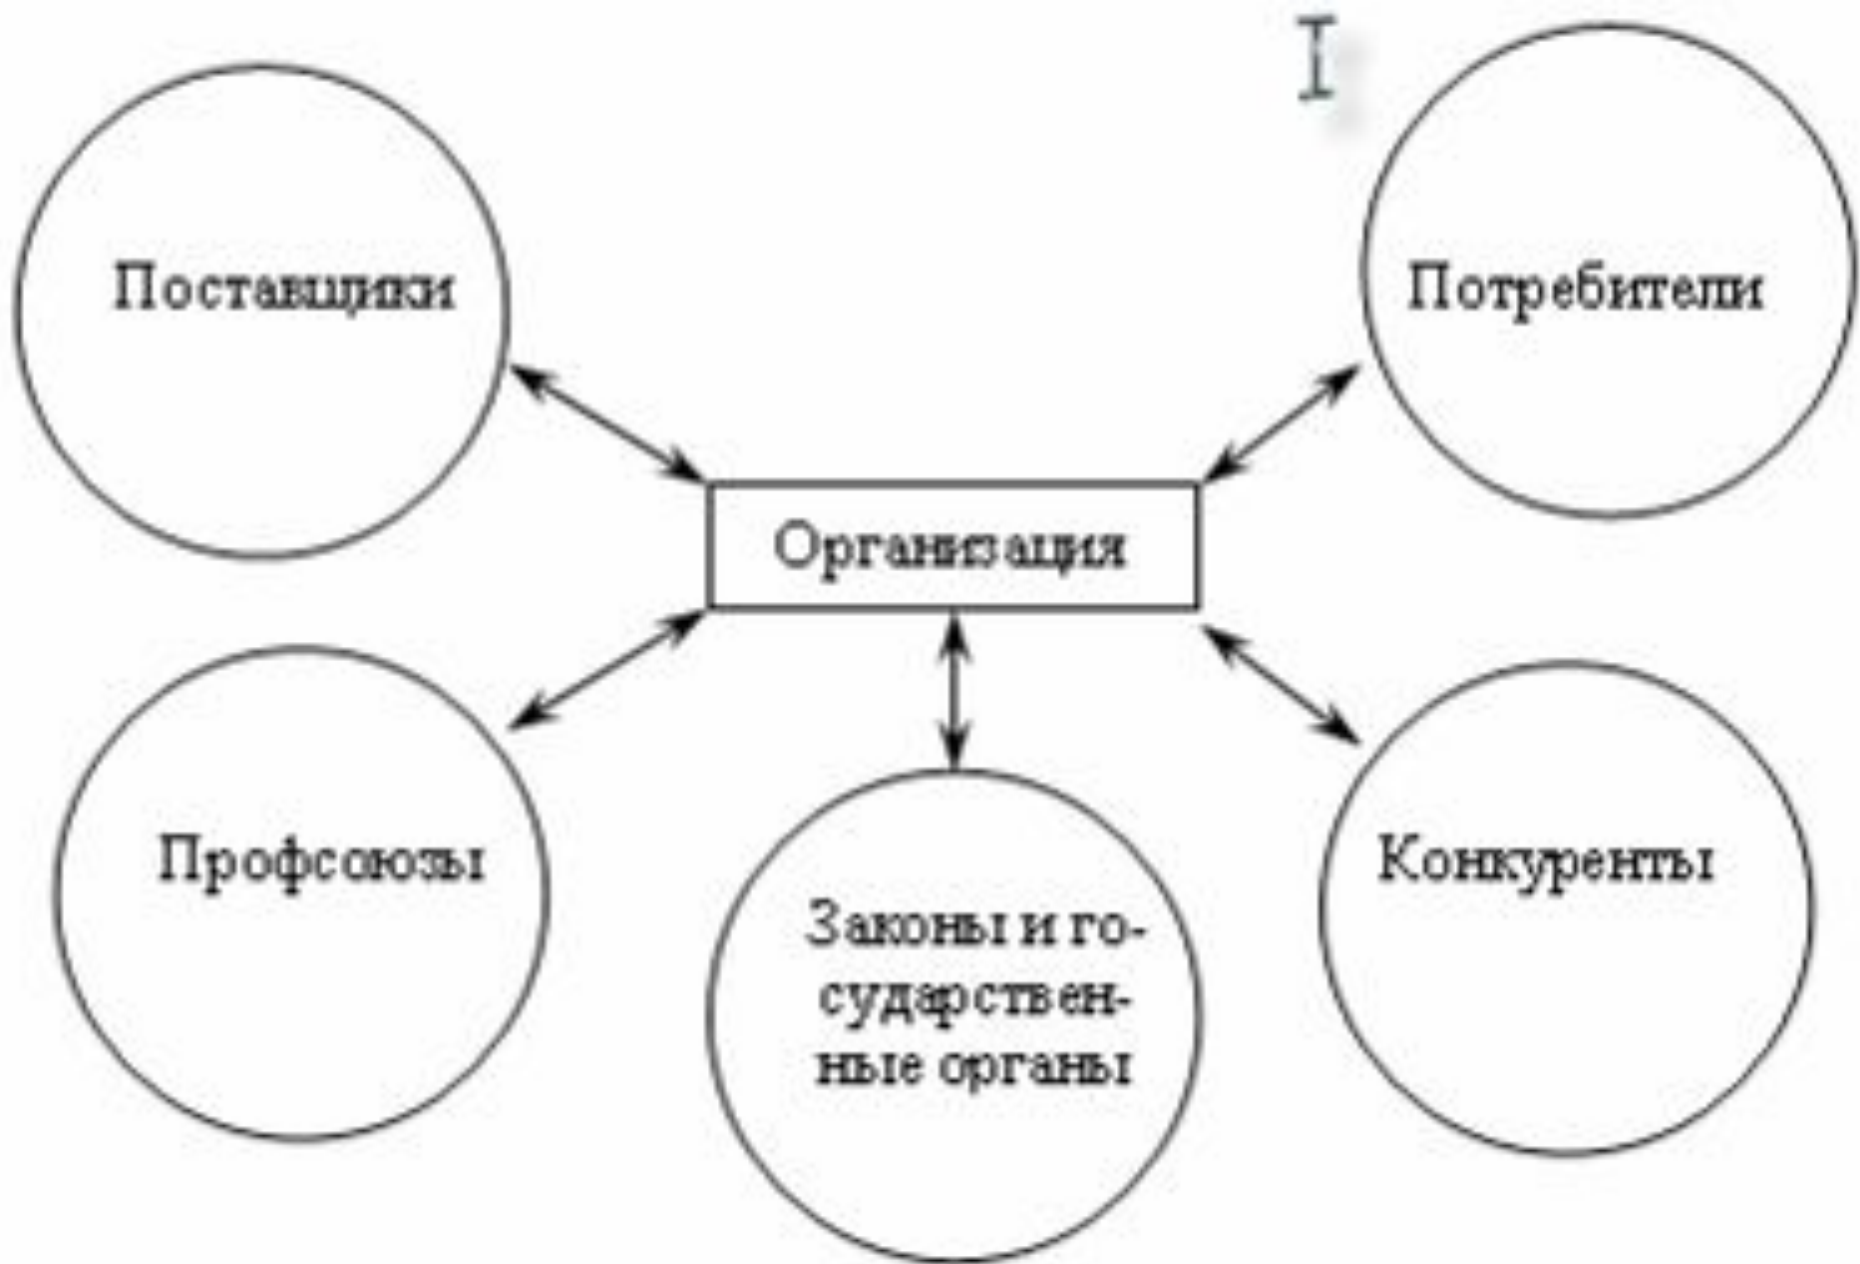 Поставщики
Потребители
Организация
Профсоюзы
Конкуренты
Законы и го-
сударствен-
ные органы